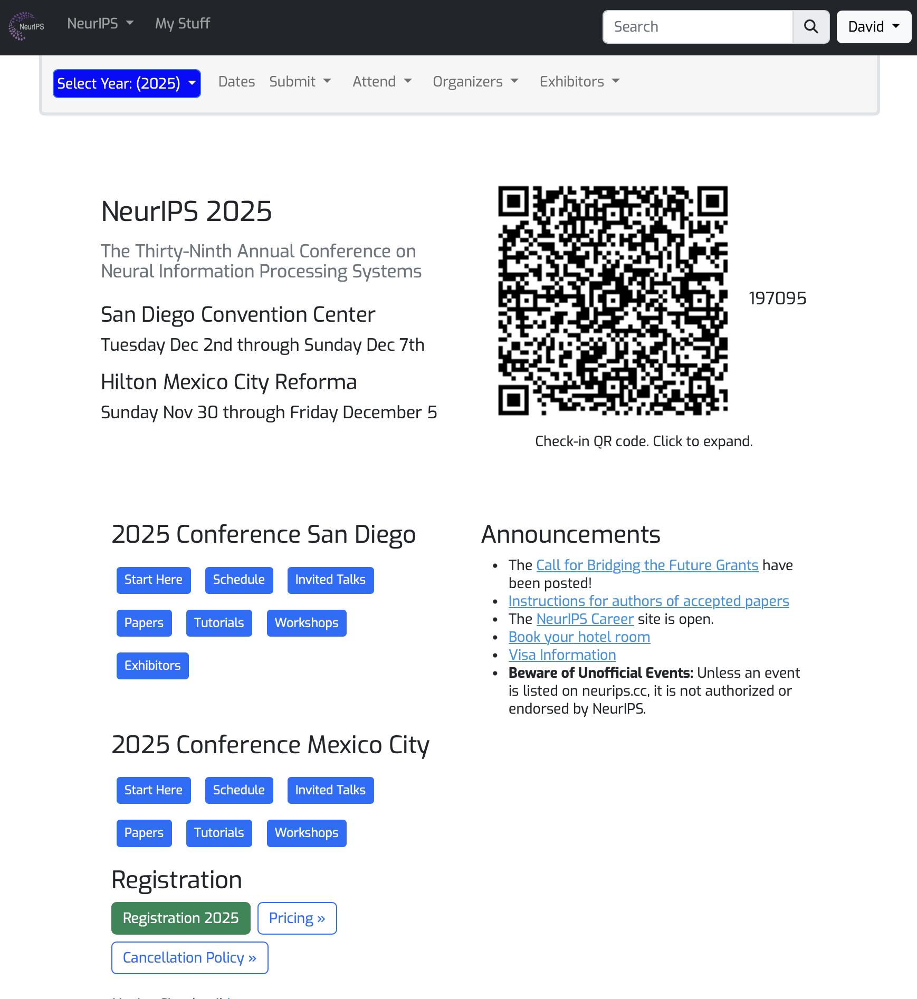 NeurIPS
NeurIPS My Stuff
Search
David
Select Year: (2025) Dates Submit Attend Organizers Exhibitors
NeurIPS 2025
The Thirty-Ninth Annual Conference on
Neural Information Processing Systems
San Diego Convention Center
Tuesday Dec 2nd through Sunday Dec 7th
Hilton Mexico City Reforma
Sunday Nov 30 through Friday December 5
197095
Check-in QR code. Click to expand.
2025 Conference San Diego
Start Here Schedule Invited Talks
Papers Tutorials Workshops
Exhibitors
Announcements
The Call for Bridging the Future Grants have
been posted!
Instructions for authors of accepted papers
The NeurIPS Career site is open.
Book your hotel room
Visa Information
Beware of Unofficial Events: Unless an event
is listed on neurips.cc, it is not authorized or
endorsed by NeurIPS.
2025 Conference Mexico City
Start Here Schedule Invited Talks
Papers Tutorials Workshops
Registration
Registration 2025 Pricing »
Cancellation Policy »